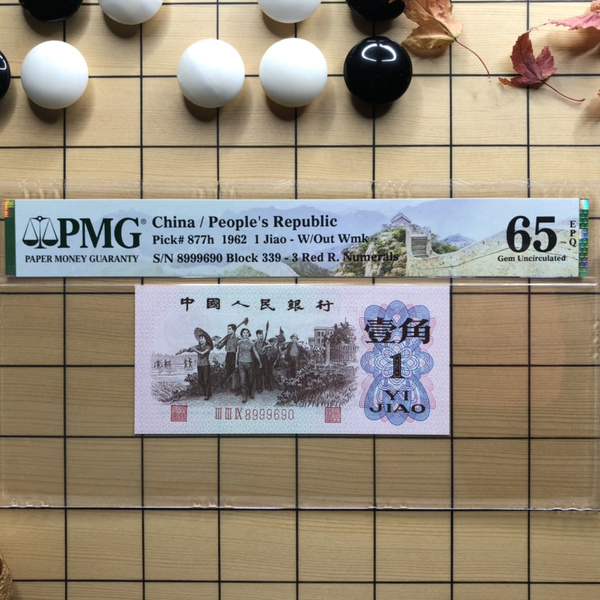 PMG®
PAPER MONEY GUARANTY
China / People's Republic
Pick# 877h 1962 1 Jiao - W/Out Wmk
S/N 8999690 Block 339 - 3 Red R. Numerals
65
EPQ
Gem Uncirculated
中國人民銀行
壹角
1
YI
JIAO
III III IX 8999690